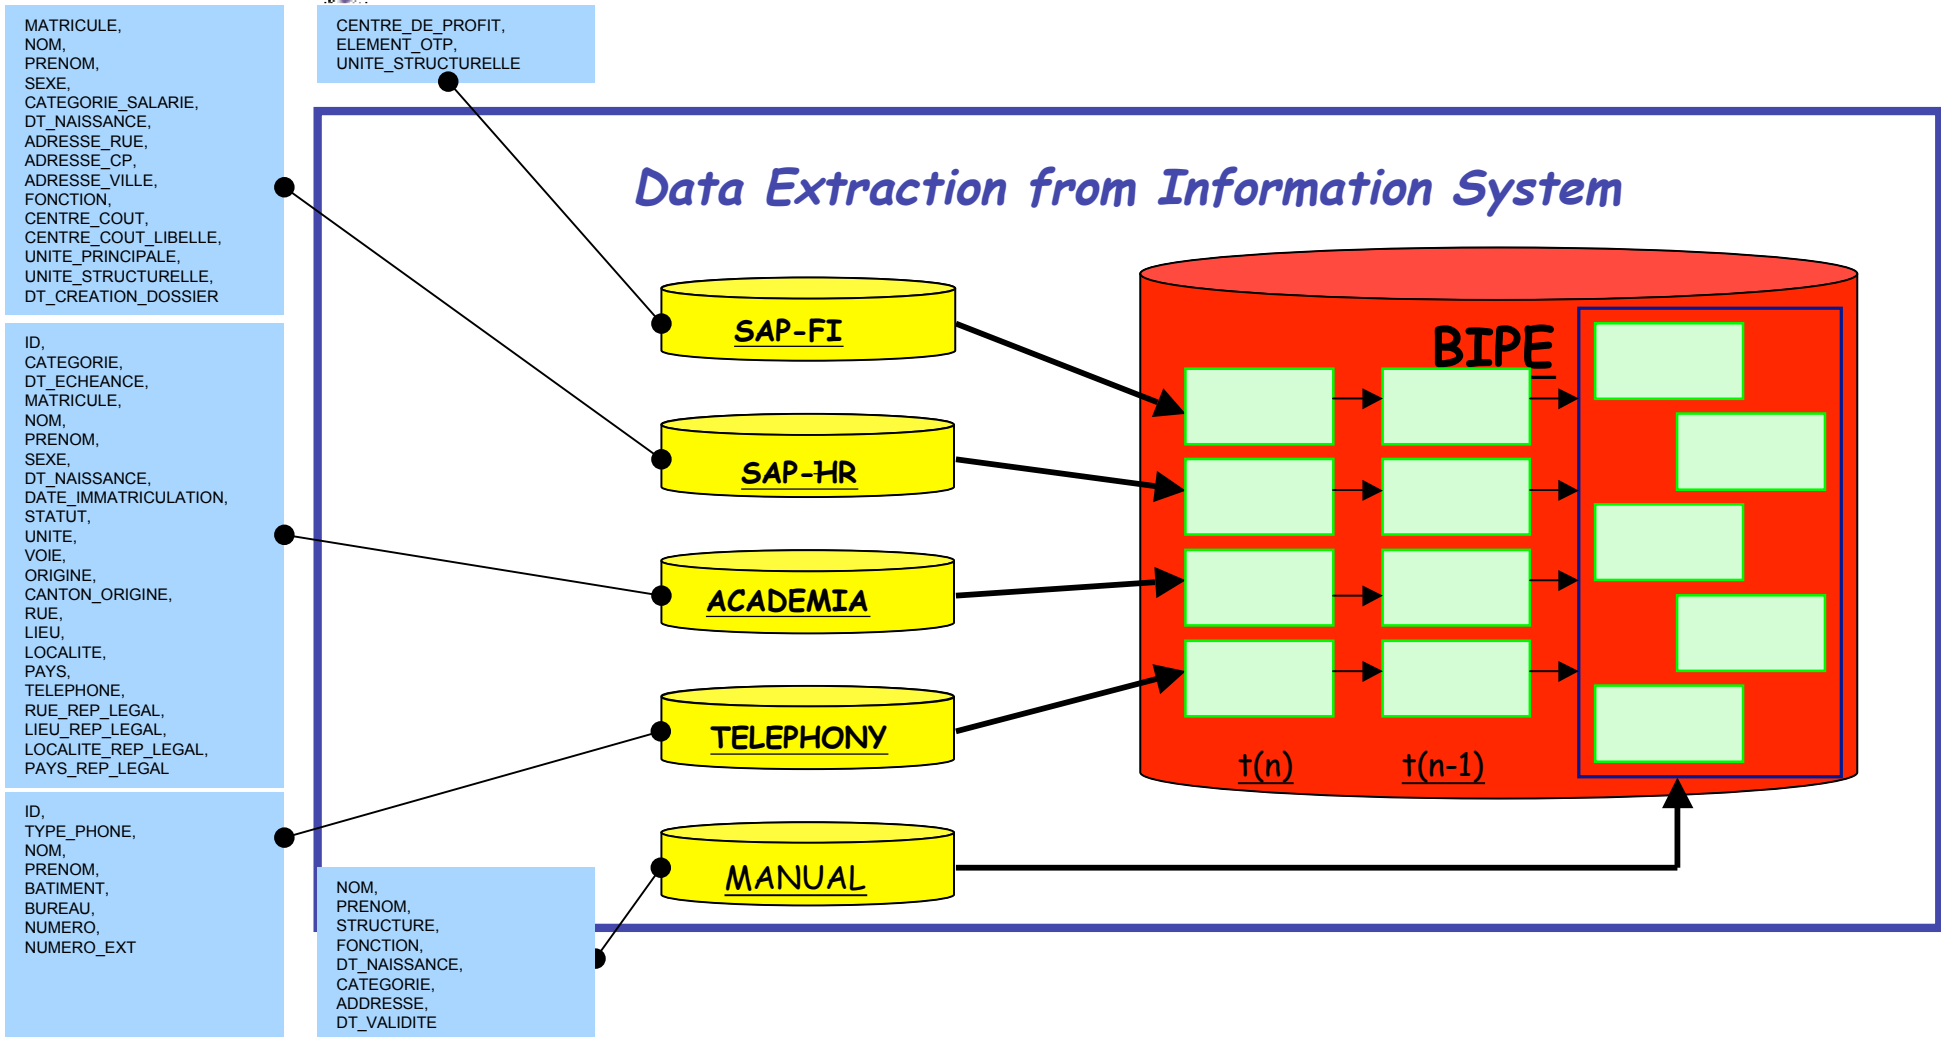 MATRICULE,
NOM,
PRENOM,
SEXE,
CATEGORIE_SALARIE,
DT_NAISSANCE,
ADRESSE_RUE,
ADRESSE_CP,
ADRESSE_VILLE,
FONCTION,
CENTRE_COUT,
CENTRE_COUT_LIBELLE,
UNITE_PRINCIPALE,
UNITE_STRUCTURELLE,
DT_CREATION_DOSSIER
CENTRE_DE_PROFIT,
ELEMENT_OTP,
UNITE_STRUCTURELLE
ID,
CATEGORIE,
DT_ECHEANCE,
MATRICULE,
NOM,
PRENOM,
SEXE,
DT_NAISSANCE,
DATE_IMMATRICULATION,
STATUT,
UNITE,
VOIE,
ORIGINE,
CANTON_ORIGINE,
RUE,
LIEU,
LOCALITE,
PAYS,
TELEPHONE,
RUE_REP_LEGAL,
LIEU_REP_LEGAL,
LOCALITE_REP_LEGAL,
PAYS_REP_LEGAL
ID,
TYPE_PHONE,
NOM,
PRENOM,
BATIMENT,
BUREAU,
NUMERO,
NUMERO_EXT
NOM,
PRENOM,
STRUCTURE,
FONCTION,
DT_NAISSANCE,
CATEGORIE,
ADDRESSE,
DT_VALIDITE
Data Extraction from Information System
SAP-FI
SAP-HR
ACADEMIA
TELEPHONY
MANUAL
BIPE
t(n)
t(n-1)